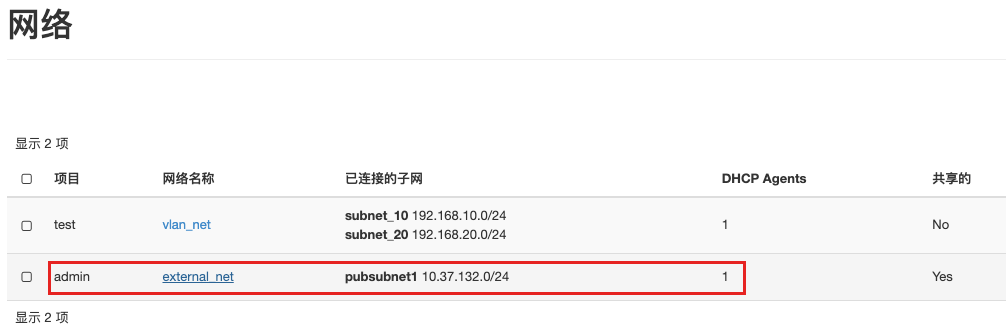 网络
显示 2 项
项目 网络名称 已连接的子网 DHCP Agents 共享的
test vlan_net subnet_10 192.168.10.0/24 1 No
subnet_20 192.168.20.0/24
admin external_net pubsubnet1 10.37.132.0/24 1 Yes
显示 2 项